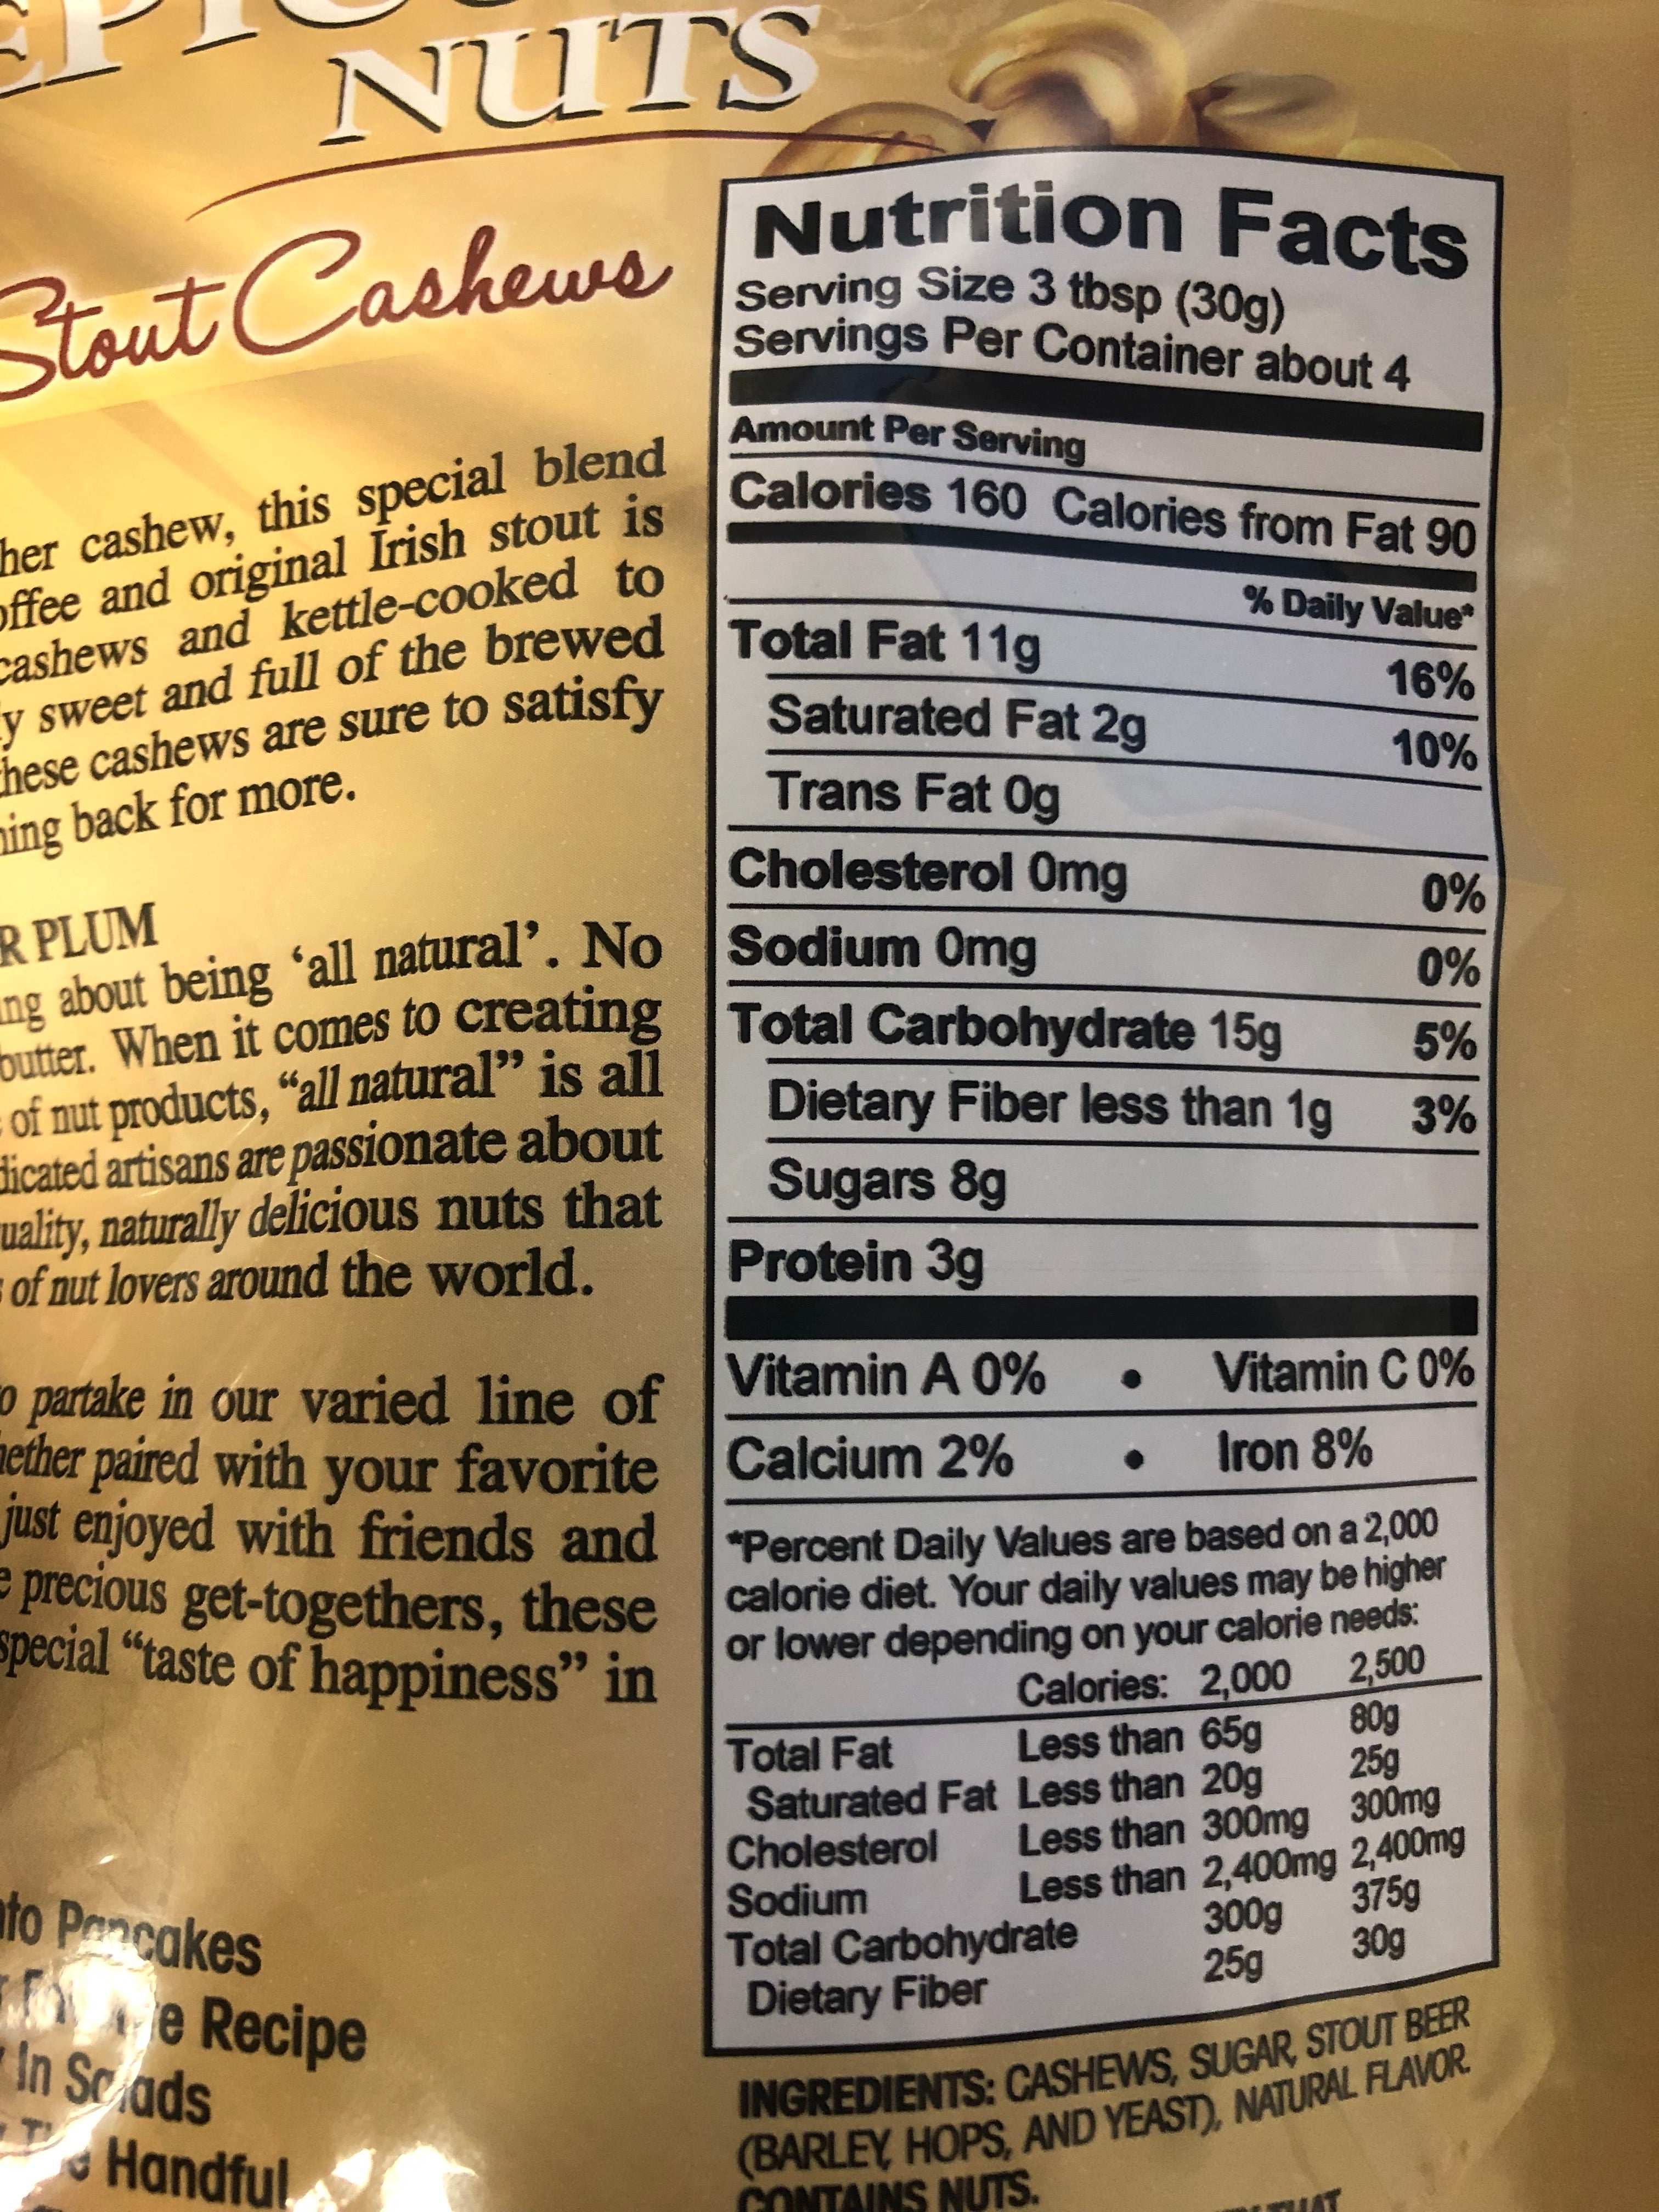 NUTS
Stout Cashews
cashew, this special blend
and original Irish stout is
cashews and kettle-cooked to
sweet and full of the brewed
these cashews are sure to satisfy
back for more.
PLUM
about being ‘all natural’. No
butter. When it comes to creating
of nut products, “all natural” is all
artisans are passionate about
naturally delicious nuts that
of nut lovers around the world.
partake in our varied line of
paired with your favorite
just enjoyed with friends and
precious get-togethers, these
special “taste of happiness” in
Pancakes
Recipe
In Salads
Handful
Nutrition Facts
Serving Size 3 tbsp (30g)
Servings Per Container about 4
Amount Per Serving
Calories 160 Calories from Fat 90
% Daily Value*
Total Fat 11g 16%
Saturated Fat 2g 10%
Trans Fat 0g
Cholesterol 0mg 0%
Sodium 0mg 0%
Total Carbohydrate 15g 5%
Dietary Fiber less than 1g 3%
Sugars 8g
Protein 3g
Vitamin A 0% • Vitamin C 0%
Calcium 2% • Iron 8%
*Percent Daily Values are based on a 2,000
calorie diet. Your daily values may be higher
or lower depending on your calorie needs:
Calories: 2,000 2,500
Total Fat Less than 65g 80g
Saturated Fat Less than 20g 25g
Cholesterol Less than 300mg 300mg
Sodium Less than 2,400mg 2,400mg
Total Carbohydrate 300g 375g
Dietary Fiber 25g 30g
INGREDIENTS: CASHEWS, SUGAR, STOUT BEER
(BARLEY, HOPS, AND YEAST), NATURAL FLAVOR.
CONTAINS NUTS.